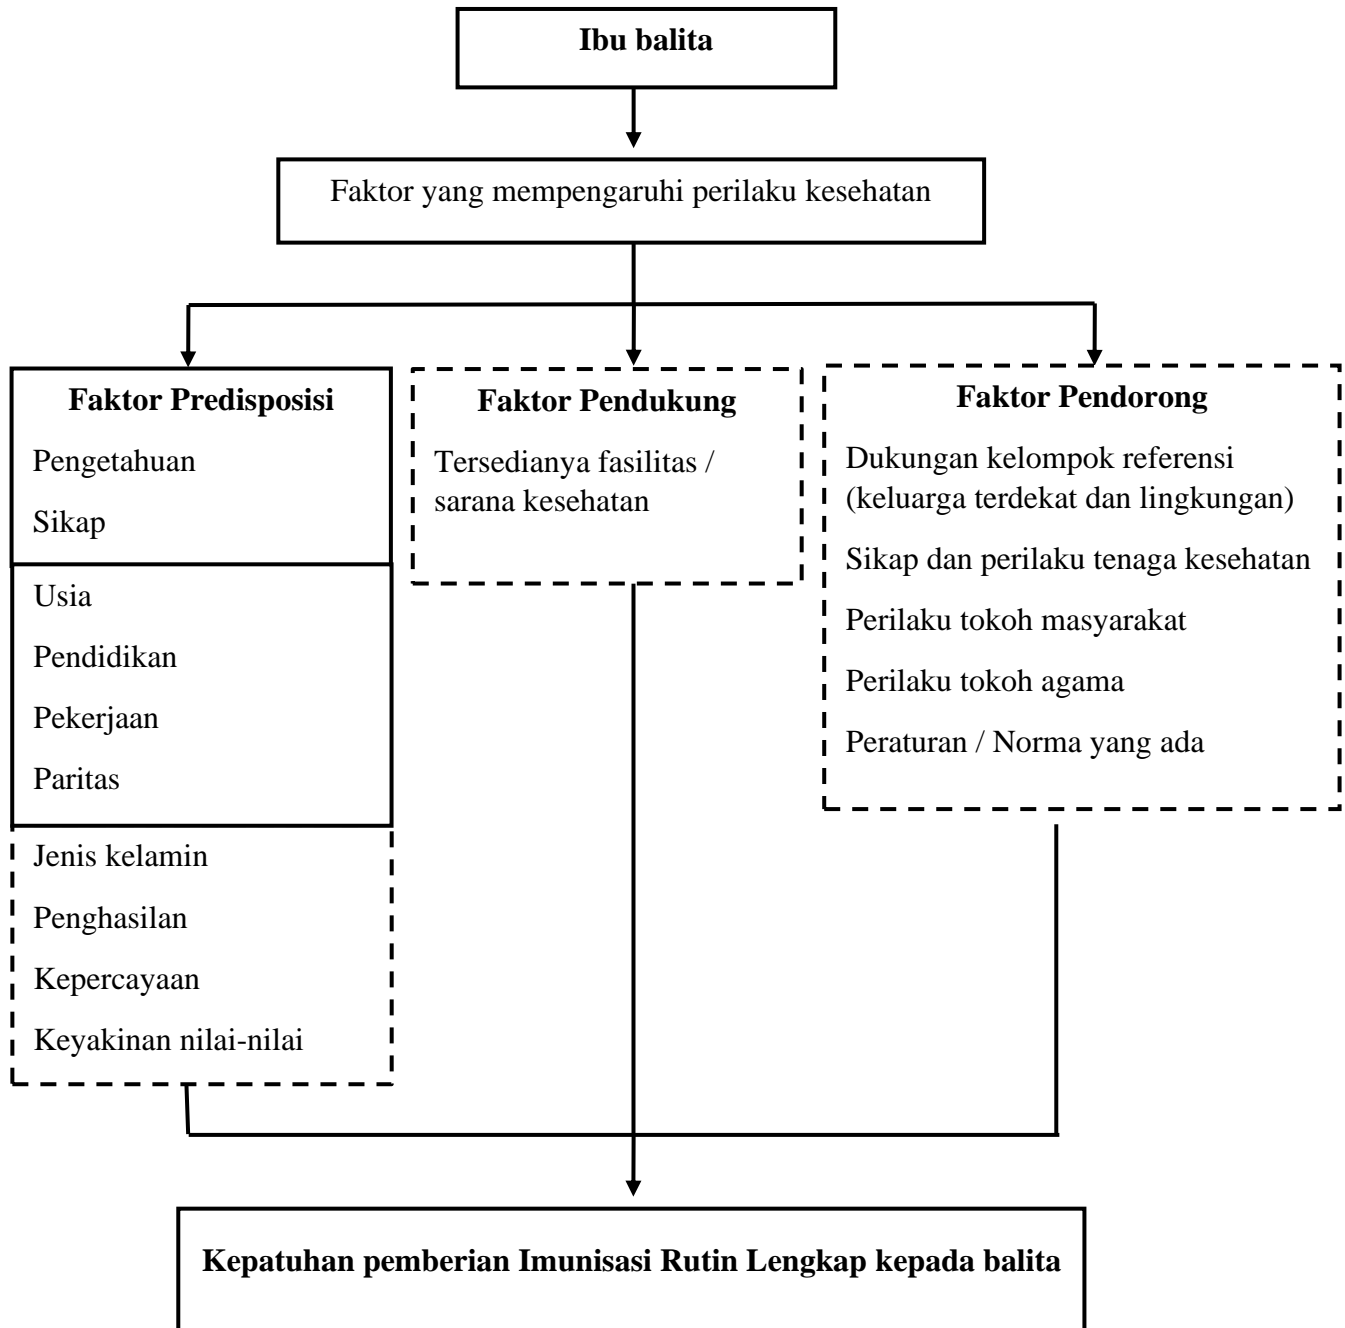 Ibu balita
Faktor yang mempengaruhi perilaku kesehatan
Faktor Predisposisi
Pengetahuan
Sikap
Usia
Pendidikan
Pekerjaan
Paritas
Jenis kelamin
Penghasilan
Kepercayaan
Keyakinan nilai-nilai
Faktor Pendukung
Tersedianya fasilitas /
sarana kesehatan
Faktor Pendorong
Dukungan kelompok referensi
(keluarga terdekat dan lingkungan)
Sikap dan perilaku tenaga kesehatan
Perilaku tokoh masyarakat
Perilaku tokoh agama
Peraturan / Norma yang ada
Kepatuhan pemberian Imunisasi Rutin Lengkap kepada balita